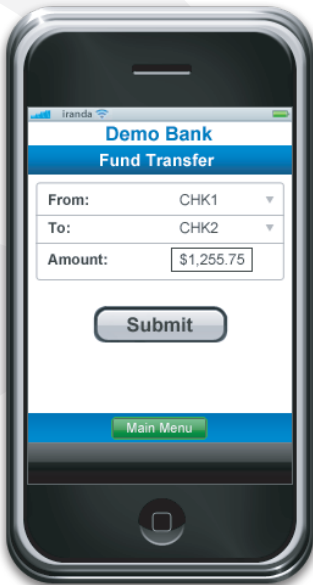 iranda
Demo Bank
Fund Transfer
From: CHK1
To: CHK2
Amount: $1,255.75
Submit
Main Menu